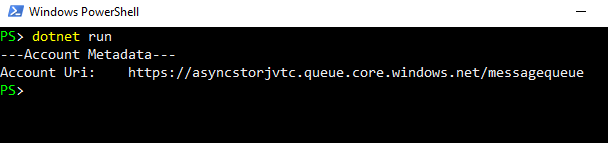 Windows PowerShell
PS> dotnet run
---Account Metadata---
Account Uri:    https://asyncstorjvtc.queue.core.windows.net/messagequeue
PS>